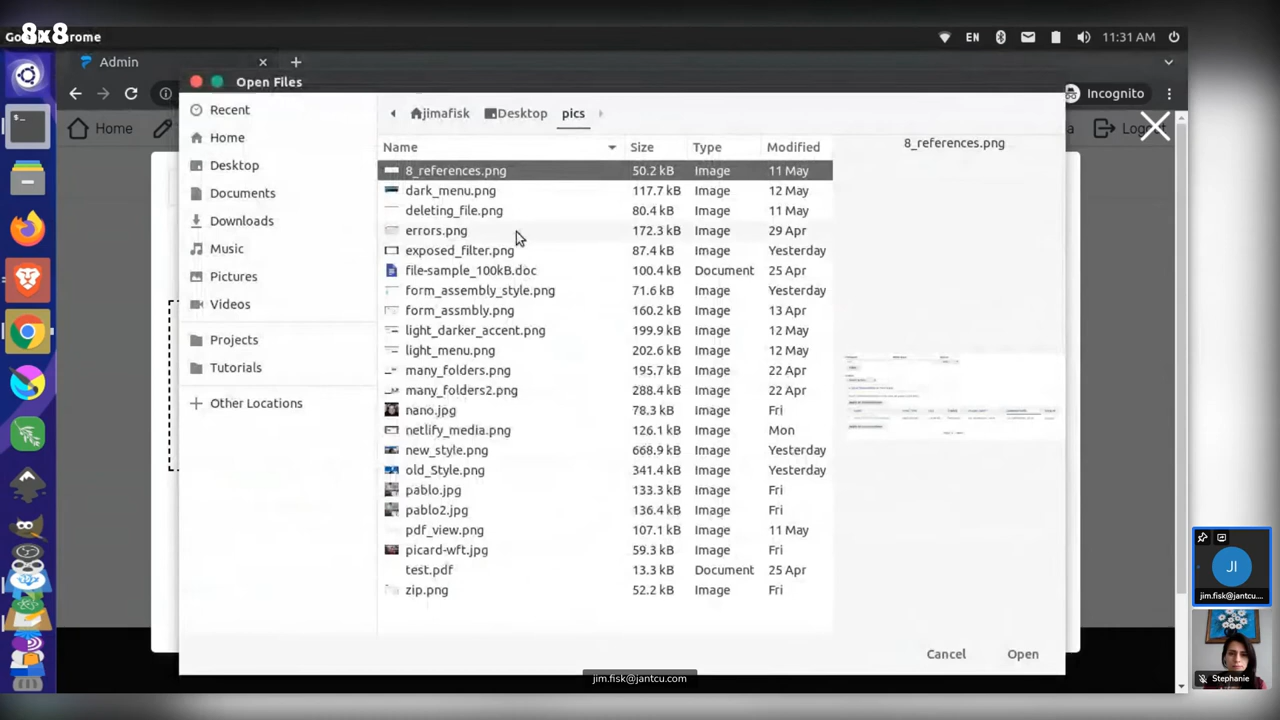 8x8
Go rome
EN 11:31 AM
Admin
Open Files
Incognito
Home
Recent
Home
Desktop
Documents
Downloads
Music
Pictures
Videos
Projects
Tutorials
Other Locations
jimafisk Desktop pics
Name Size Type Modified
8_references.png 50.2 kB Image 11 May
dark_menu.png 117.7 kB Image 12 May
deleting_file.png 80.4 kB Image 11 May
errors.png 172.3 kB Image 29 Apr
exposed_filter.png 87.4 kB Image Yesterday
file-sample_100kB.doc 100.4 kB Document 25 Apr
form_assembly_style.png 71.6 kB Image Yesterday
form_assmbly.png 160.2 kB Image 13 Apr
light_darker_accent.png 199.9 kB Image 12 May
light_menu.png 202.6 kB Image 12 May
many_folders.png 195.7 kB Image 22 Apr
many_folders2.png 288.4 kB Image 22 Apr
nano.jpg 78.3 kB Image Fri
netlify_media.png 126.1 kB Image Mon
new_style.png 668.9 kB Image Yesterday
old_Style.png 341.4 kB Image Yesterday
pablo.jpg 133.3 kB Image Fri
pablo2.jpg 136.4 kB Image Fri
pdf_view.png 107.1 kB Image 11 May
picard-wft.jpg 59.3 kB Image Fri
test.pdf 13.3 kB Document 25 Apr
zip.png 52.2 kB Image Fri
8_references.png
Cancel Open
jim.fisk@jantcu.com
JI
jim.fisk@jantcu....
Stephanie